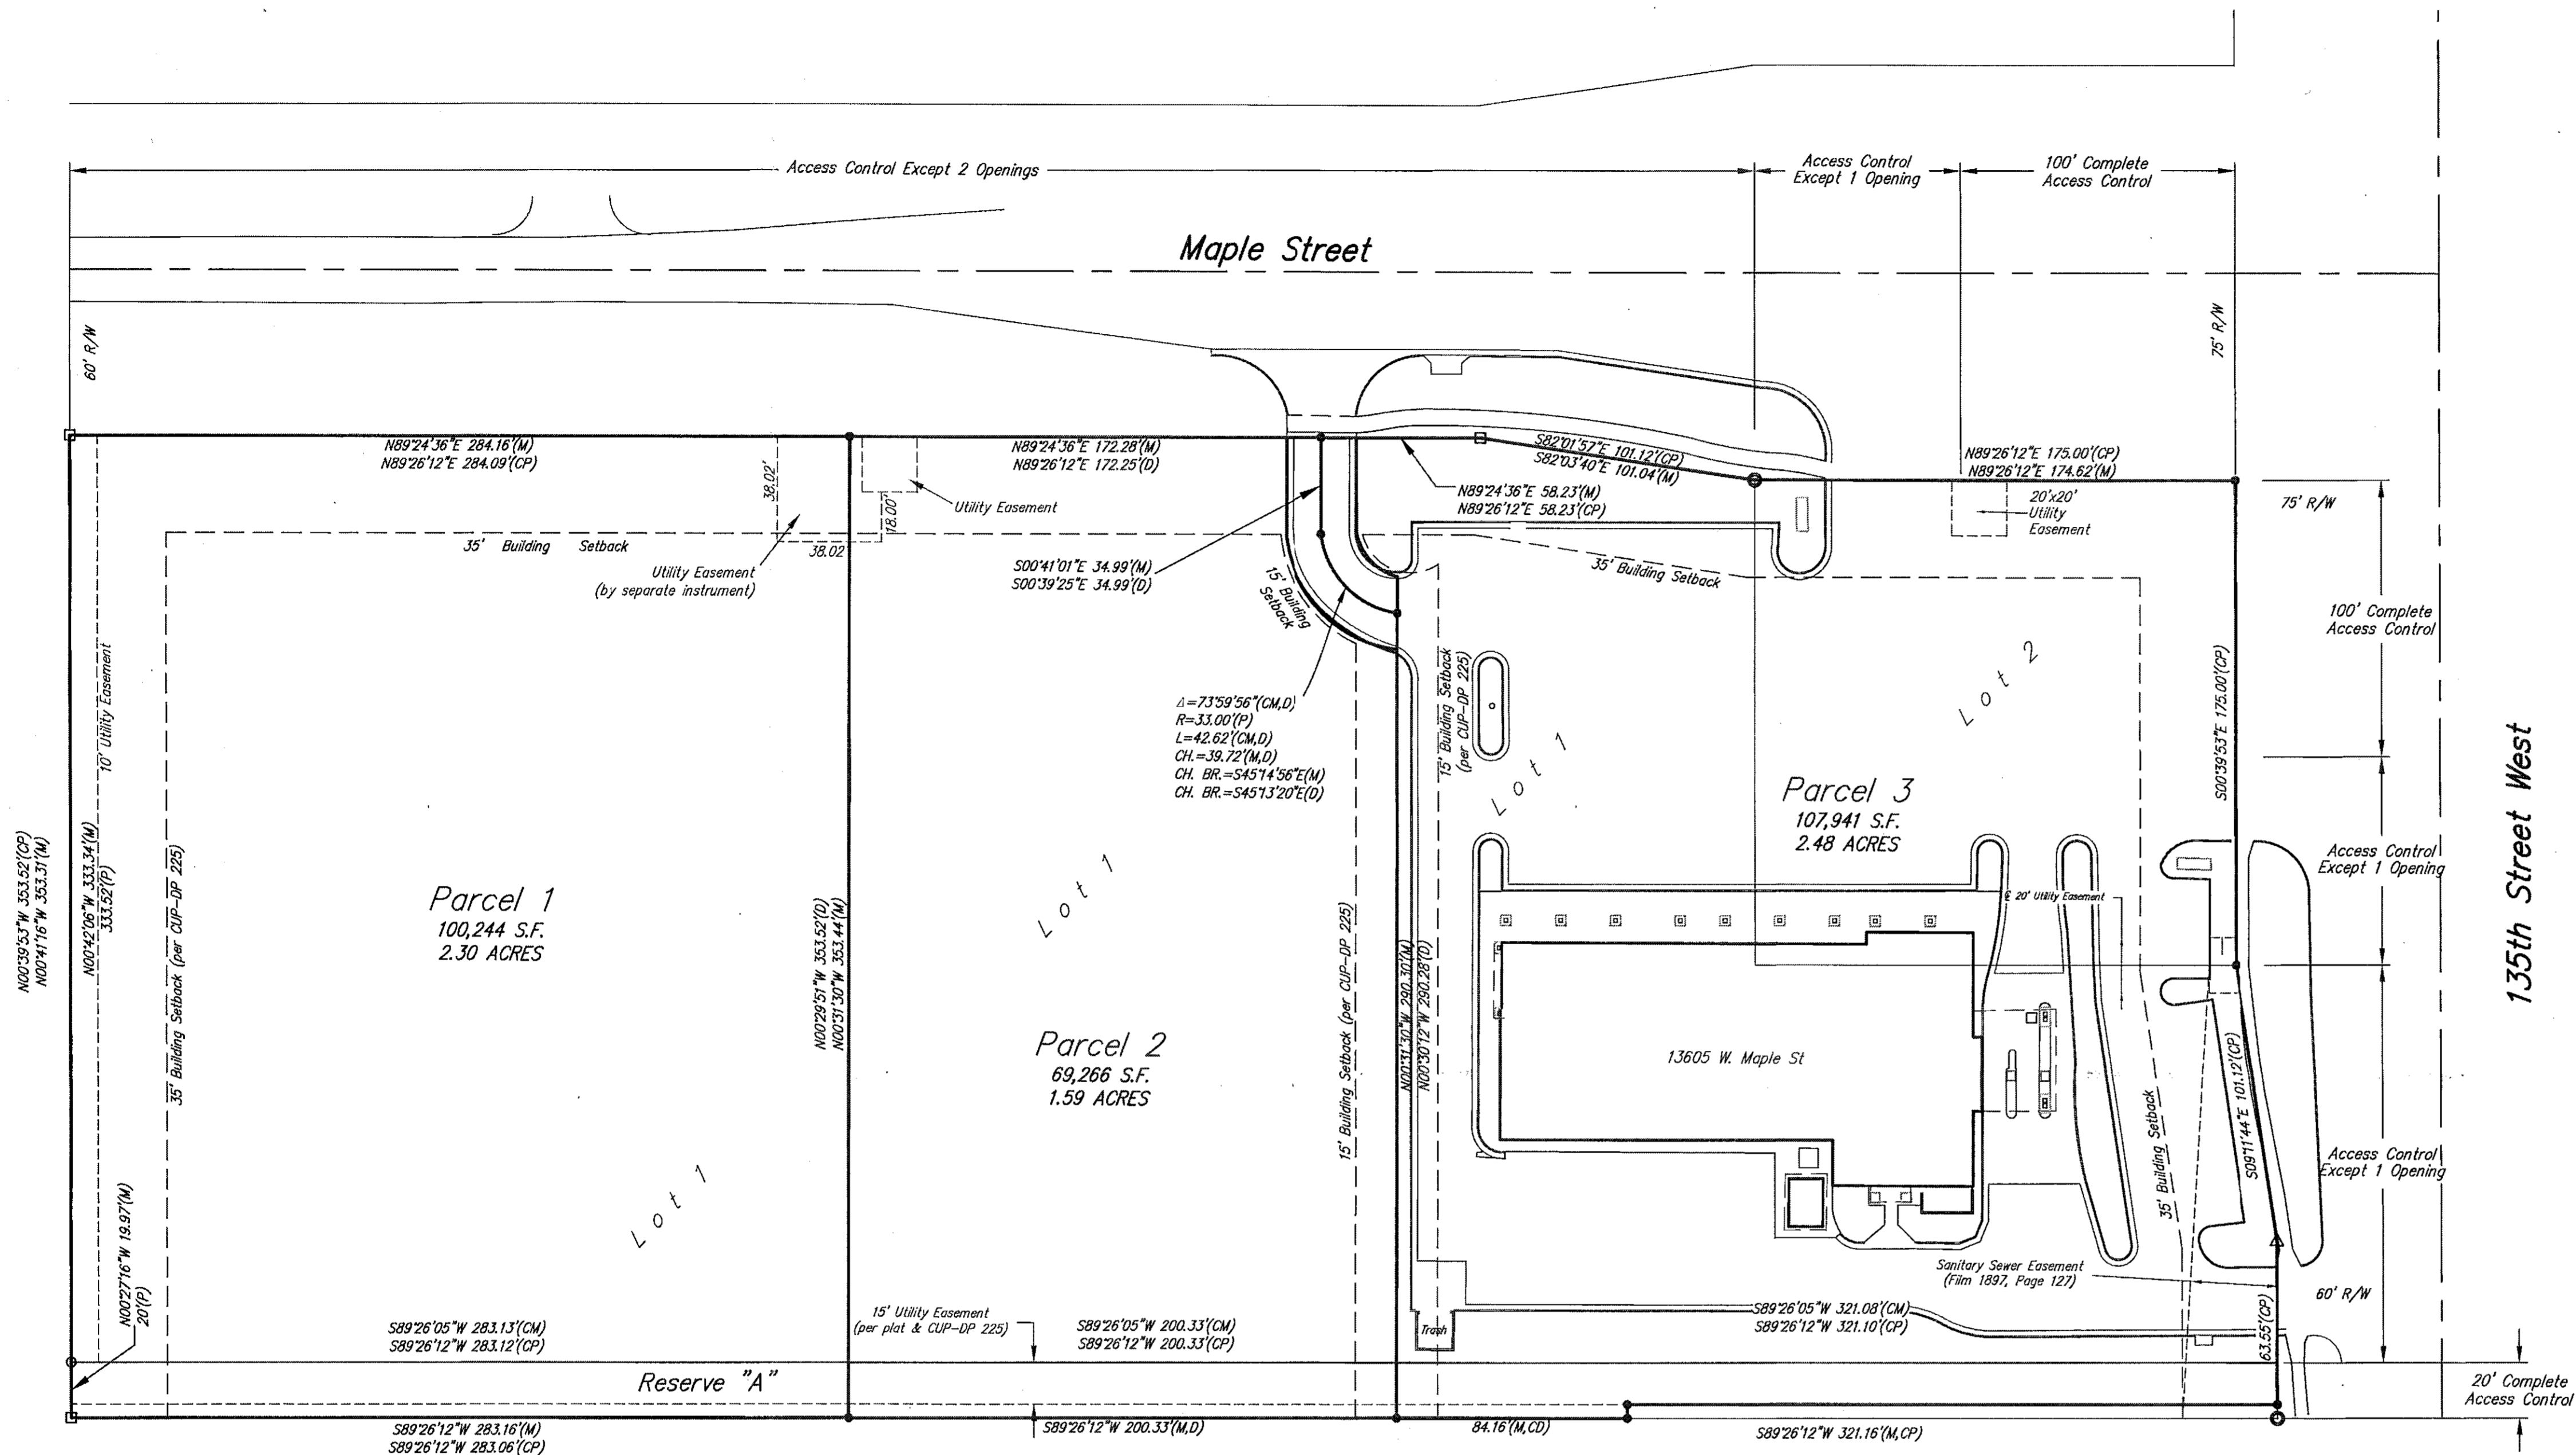 Access Control Except 2 Openings
Access Control
Except 1 Opening
100' Complete
Access Control
Maple Street
60' R/W
75' R/W
N89°24'36"E 284.16'(M)
N89°26'12"E 284.09'(CP)
N89°24'36"E 172.28'(M)
N89°26'12"E 172.25'(D)
S82°01'57"E 101.12'(CP)
S82°03'40"E 101.04'(M)
N89°26'12"E 175.00'(CP)
N89°26'12"E 174.62'(M)
N89°24'36"E 58.23'(M)
N89°26'12"E 58.23'(CP)
38.02'
18.00'
38.02
Utility Easement
20'x20'
Utility
Easement
75' R/W
35' Building Setback
Utility Easement
(by separate instrument)
S00°41'01"E 34.99'(M)
S00°39'25"E 34.99'(D)
15' Building
Setback
35' Building Setback
100' Complete
Access Control
10' Utility Easement
15' Building Setback
(per CUP-DP 225)
Lot 2
S00°39'53"E 175.00'(CP)
Δ=73°59'56"(CM,D)
R=33.00'(P)
L=42.62'(CM,D)
CH.=39.72'(M,D)
CH. BR.=S45°14'56"E(M)
CH. BR.=S45°13'20"E(D)
Lot 1
Parcel 3
107,941 S.F.
2.48 ACRES
135th Street West
N00°39'53"W 353.52'(CP)
N00°41'16"W 353.31'(M)
N00°42'06"W 333.34'(M)
333.52'(P)
35' Building Setback (per CUP-DP 225)
Parcel 1
100,244 S.F.
2.30 ACRES
N00°29'51"W 353.52'(D)
N00°31'30"W 353.44'(M)
Lot 1
15' Building Setback (per CUP-DP 225)
N00°31'30"W 290.30'(M)
N00°30'12"W 290.28'(D)
℄ 20' Utility Easement
Access Control
Except 1 Opening
Parcel 2
69,266 S.F.
1.59 ACRES
13605 W. Maple St
S09°11'44"E 101.12'(CP)
35' Building Setback
Access Control
Except 1 Opening
Lot 1
N00°27'16"W 19.97'(M)
20'(P)
Sanitary Sewer Easement
(Film 1897, Page 127)
60' R/W
63.55'(CP)
S89°26'05"W 283.13'(CM)
S89°26'12"W 283.12'(CP)
15' Utility Easement
(per plat & CUP-DP 225)
S89°26'05"W 200.33'(CM)
S89°26'12"W 200.33'(CP)
Trash
S89°26'05"W 321.08'(CM)
S89°26'12"W 321.10'(CP)
Reserve "A"
20' Complete
Access Control
S89°26'12"W 283.16'(M)
S89°26'12"W 283.06'(CP)
S89°26'12"W 200.33'(M,D)
84.16'(M,CD)
S89°26'12"W 321.16'(M,CP)